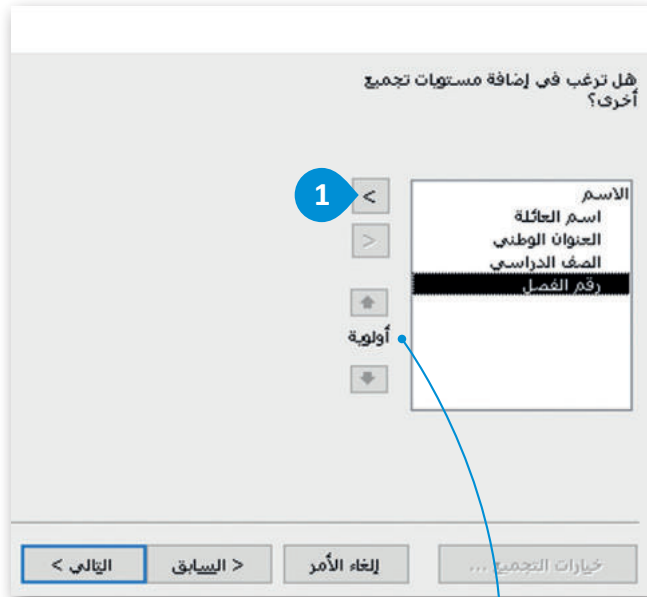 هل ترغب في إضافة مستويات تجميع
أخرى؟
الاسم
اسم العائلة
العنوان الوطني
الصف الدراسي
رقم الفصل
1
<
>
أولوية
خيارات التجميع ...
إلغاء الأمر
< السابق
التالي >